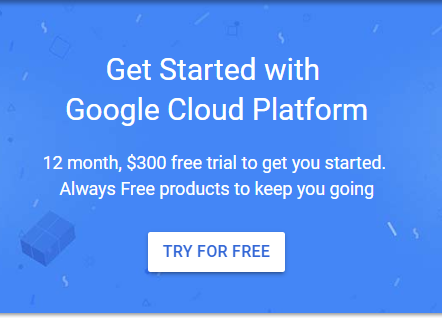 Get Started with
Google Cloud Platform
12 month, $300 free trial to get you started.
Always Free products to keep you going
TRY FOR FREE